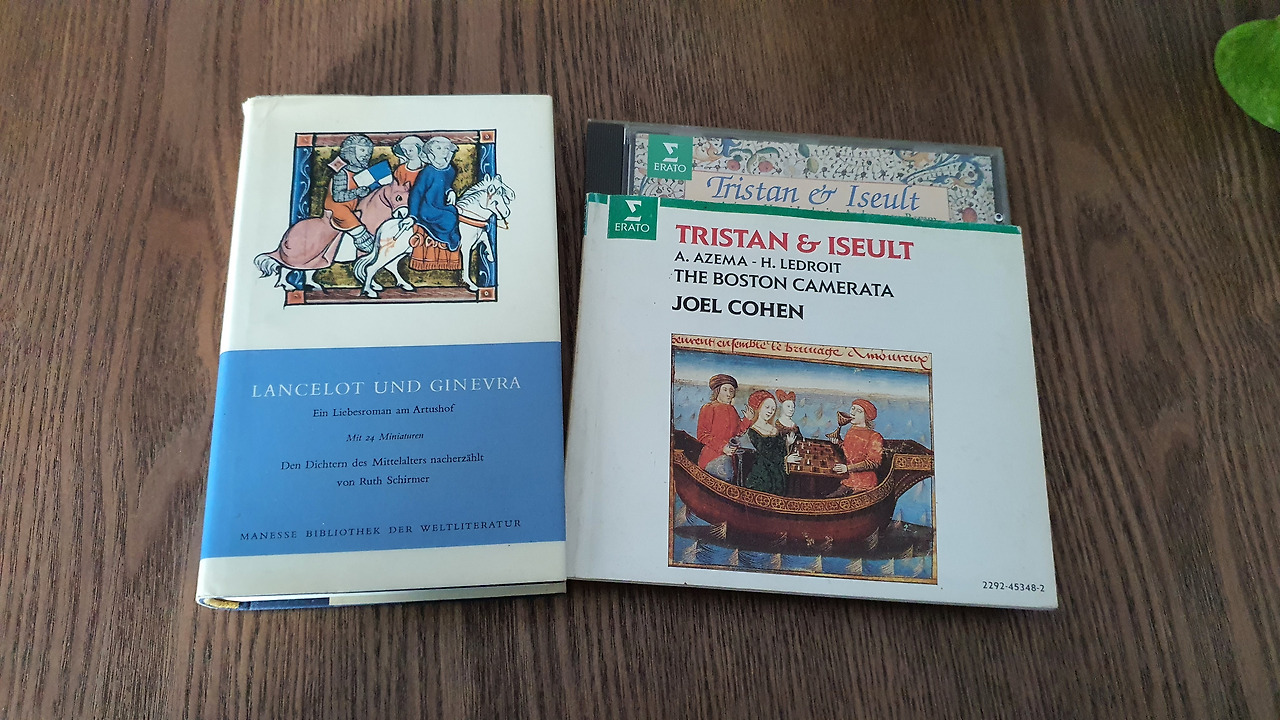 LANCELOT UND GINEVRA
Ein Liebesroman am Artushof
Mit 24 Miniaturen
Den Dichtern des Mittelalters nacherzählt
von Ruth Schirmer
MANESSE BIBLIOTHEK DER WELTLITERATUR
ERATO
Tristan & Iseult
ERATO
TRISTAN & ISEULT
A. AZEMA - H. LEDROIT
THE BOSTON CAMERATA
JOEL COHEN
ensemble le
2292-45348-2